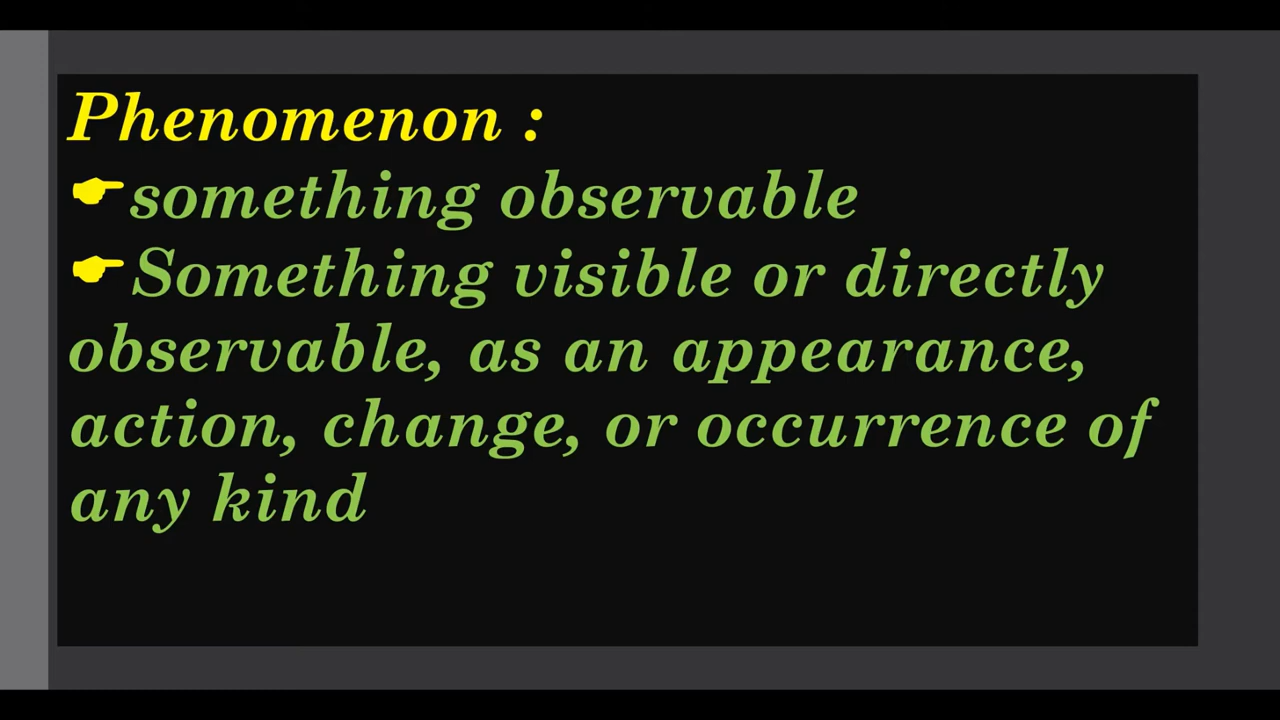 Phenomenon :
☛something observable
☛Something visible or directly
observable, as an appearance,
action, change, or occurrence of
any kind